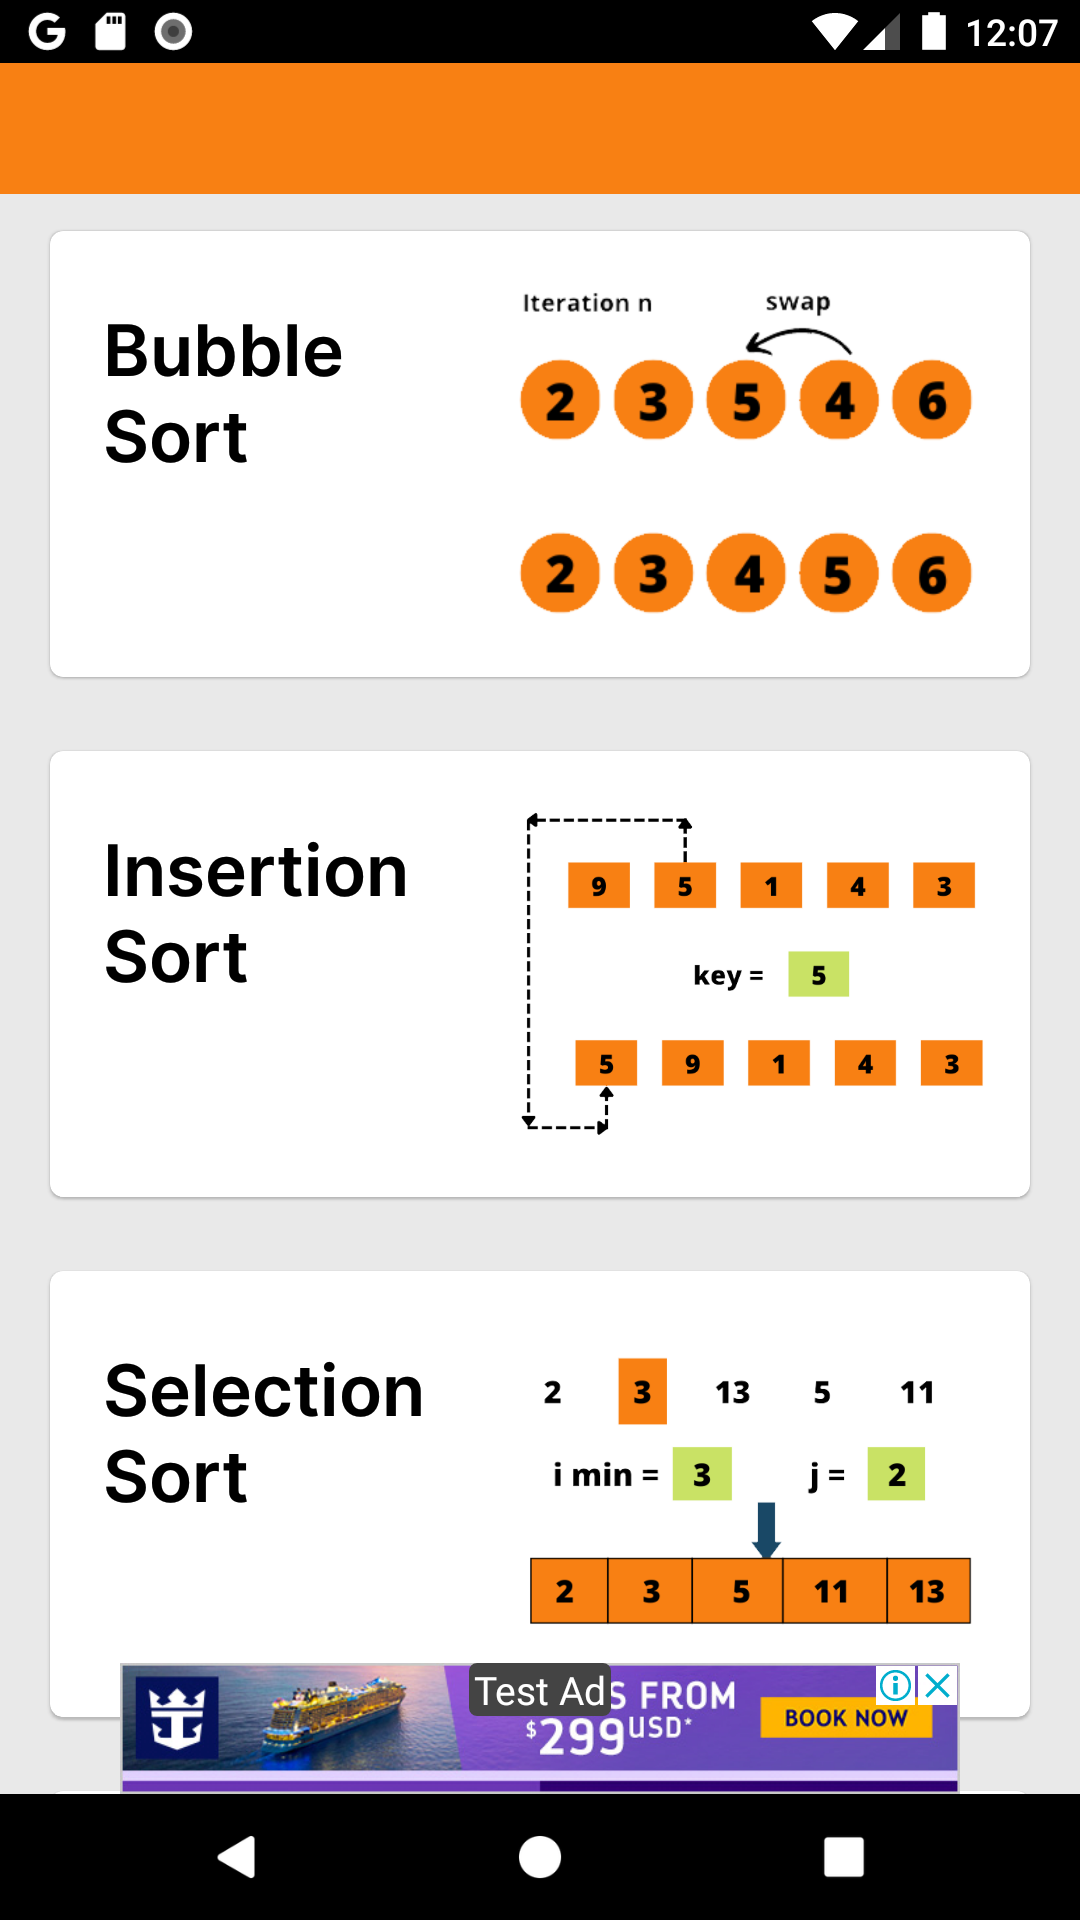 12:07
Bubble
Sort
Iteration n
swap
2 3 5 4 6
2 3 4 5 6
Insertion
Sort
9 5 1 4 3
key = 5
5 9 1 4 3
Selection
Sort
2 3 13 5 11
i min = 3 j = 2
2 3 5 11 13
Test Ad
S FROM
$299USD*
BOOK NOW